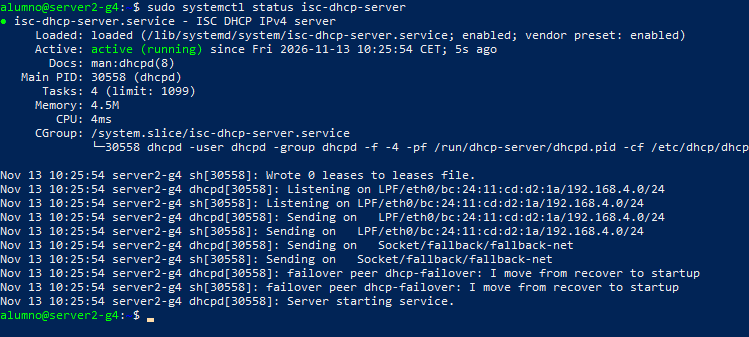 alumno@server2-g4: $ sudo systemctl status isc-dhcp-server
● isc-dhcp-server.service - ISC DHCP IPv4 server
Loaded: loaded (/lib/systemd/system/isc-dhcp-server.service; enabled; vendor preset: enabled)
Active: active (running) since Fri 2026-11-13 10:25:54 CET; 5s ago
Docs: man:dhcpd(8)
Main PID: 30558 (dhcpd)
Tasks: 4 (limit: 1099)
Memory: 4.5M
CPU: 4ms
CGroup: /system.slice/isc-dhcp-server.service
└─30558 dhcpd -user dhcpd -group dhcpd -f -4 -pf /run/dhcp-server/dhcpd.pid -cf /etc/dhcp/dhcp
Nov 13 10:25:54 server2-g4 sh[30558]: Wrote 0 leases to leases file.
Nov 13 10:25:54 server2-g4 dhcpd[30558]: Listening on LPF/eth0/bc:24:11:cd:d2:1a/192.168.4.0/24
Nov 13 10:25:54 server2-g4 sh[30558]: Listening on LPF/eth0/bc:24:11:cd:d2:1a/192.168.4.0/24
Nov 13 10:25:54 server2-g4 dhcpd[30558]: Sending on   LPF/eth0/bc:24:11:cd:d2:1a/192.168.4.0/24
Nov 13 10:25:54 server2-g4 sh[30558]: Sending on   LPF/eth0/bc:24:11:cd:d2:1a/192.168.4.0/24
Nov 13 10:25:54 server2-g4 dhcpd[30558]: Sending on   Socket/fallback/fallback-net
Nov 13 10:25:54 server2-g4 sh[30558]: Sending on   Socket/fallback/fallback-net
Nov 13 10:25:54 server2-g4 dhcpd[30558]: failover peer dhcp-failover: I move from recover to startup
Nov 13 10:25:54 server2-g4 sh[30558]: failover peer dhcp-failover: I move from recover to startup
Nov 13 10:25:54 server2-g4 dhcpd[30558]: Server starting service.
alumno@server2-g4: $